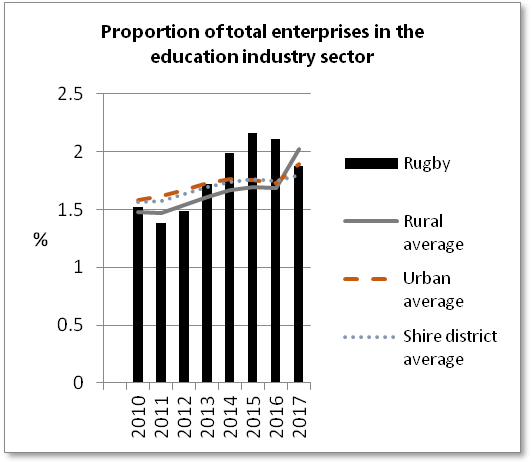 Proportion of total enterprises in the
education industry sector
2.5
2
1.5
1
0.5
0
%
2010
2011
2012
2013
2014
2015
2016
2017
Rugby
Rural
average
Urban
average
Shire district
average